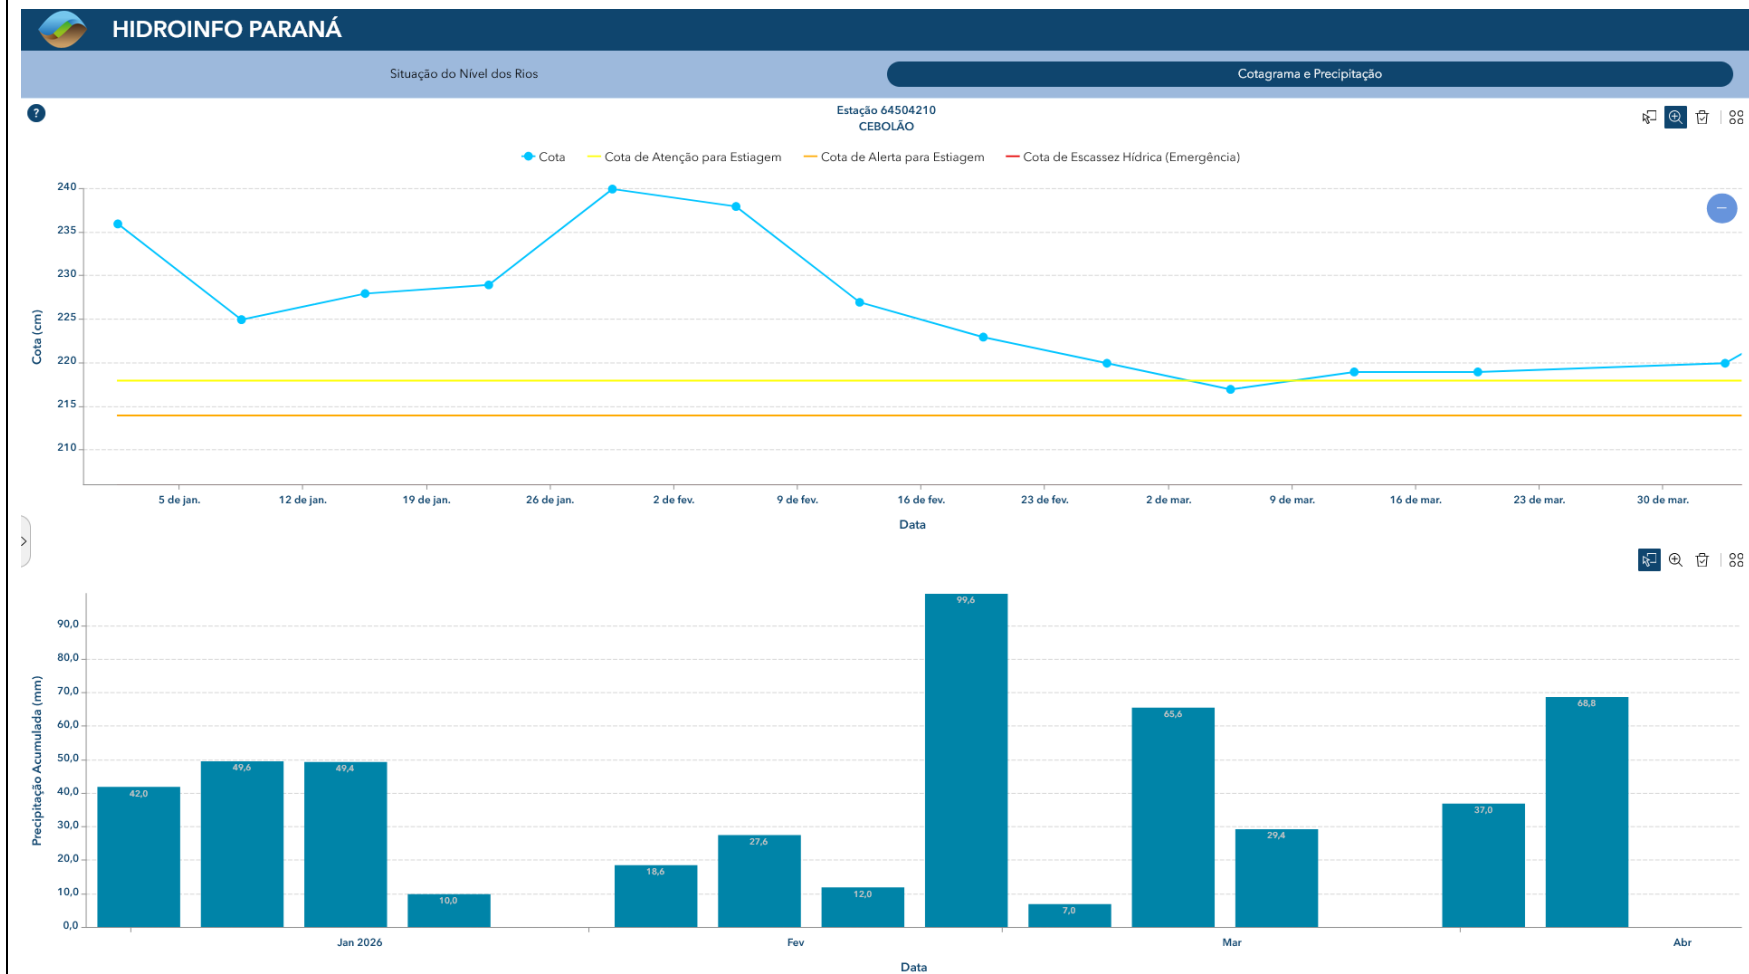 HIDROINFO PARANÁ
Situação do Nível dos Rios
Cotagrama e Precipitação
?
Estação 64504210
CEBOLÃO
Cota
Cota de Atenção para Estiagem
Cota de Alerta para Estiagem
Cota de Escassez Hídrica (Emergência)
Cota (cm)
240
235
230
225
220
215
210
5 de jan.
12 de jan.
19 de jan.
26 de jan.
2 de fev.
9 de fev.
16 de fev.
23 de fev.
2 de mar.
9 de mar.
16 de mar.
23 de mar.
30 de mar.
Data
Precipitação Acumulada (mm)
90,0
80,0
70,0
60,0
50,0
40,0
30,0
20,0
10,0
0,0
42,0
49,6
49,4
10,0
18,6
27,6
12,0
99,6
7,0
65,6
29,4
37,0
68,8
Jan 2026
Fev
Mar
Abr
Data